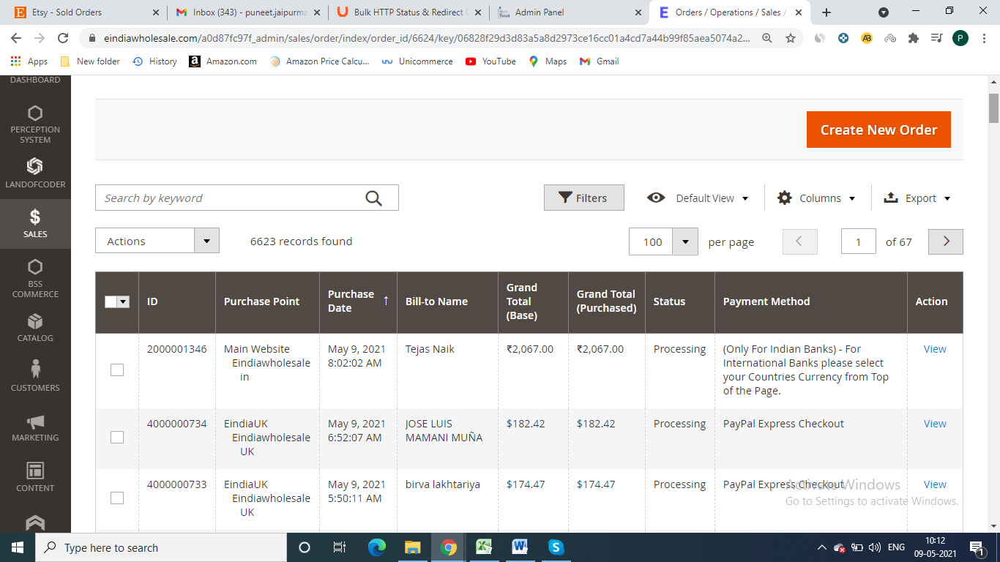 Etsy - Sold Orders
Inbox (343) - puneet.jaipurma
Bulk HTTP Status & Redirect
Admin Panel
Orders / Operations / Sales /
eindiawholesale.com/a0d87fc97f_admin/sales/order/index/order_id/6624/key/06828f29d3d83a5a8d2973ce16cc01a4cd7a44b99f85aea5074a2...
AB
P
Apps
New folder
History
Amazon.com
Amazon Price Calcu...
Unicommerce
YouTube
Maps
Gmail
DASHBOARD
PERCEPTION
SYSTEM
LANDOFCODER
SALES
BSS
COMMERCE
CATALOG
CUSTOMERS
MARKETING
CONTENT
Create New Order
Search by keyword
Filters
Default View
Columns
Export
Actions
6623 records found
100
per page
1
of 67
ID
Purchase Point
Purchase
Date
Bill-to Name
Grand
Total
(Base)
Grand Total
(Purchased)
Status
Payment Method
Action
2000001346
Main Website
Eindiawholesale
in
May 9, 2021
8:02:02 AM
Tejas Naik
₹2,067.00
₹2,067.00
Processing
(Only For Indian Banks) - For
International Banks please select
your Countries Currency from Top
of the Page.
View
4000000734
EindiaUK
Eindiawholesale
UK
May 9, 2021
6:52:07 AM
JOSE LUIS
MAMANI MUÑA
$182.42
$182.42
Processing
PayPal Express Checkout
View
4000000733
EindiaUK
Eindiawholesale
UK
May 9, 2021
5:50:11 AM
birva lakhtariya
$174.47
$174.47
Processing
PayPal Express Checkout
View
Activate Windows
Go to Settings to activate Windows.
Type here to search
ENG
10:12
09-05-2021
1